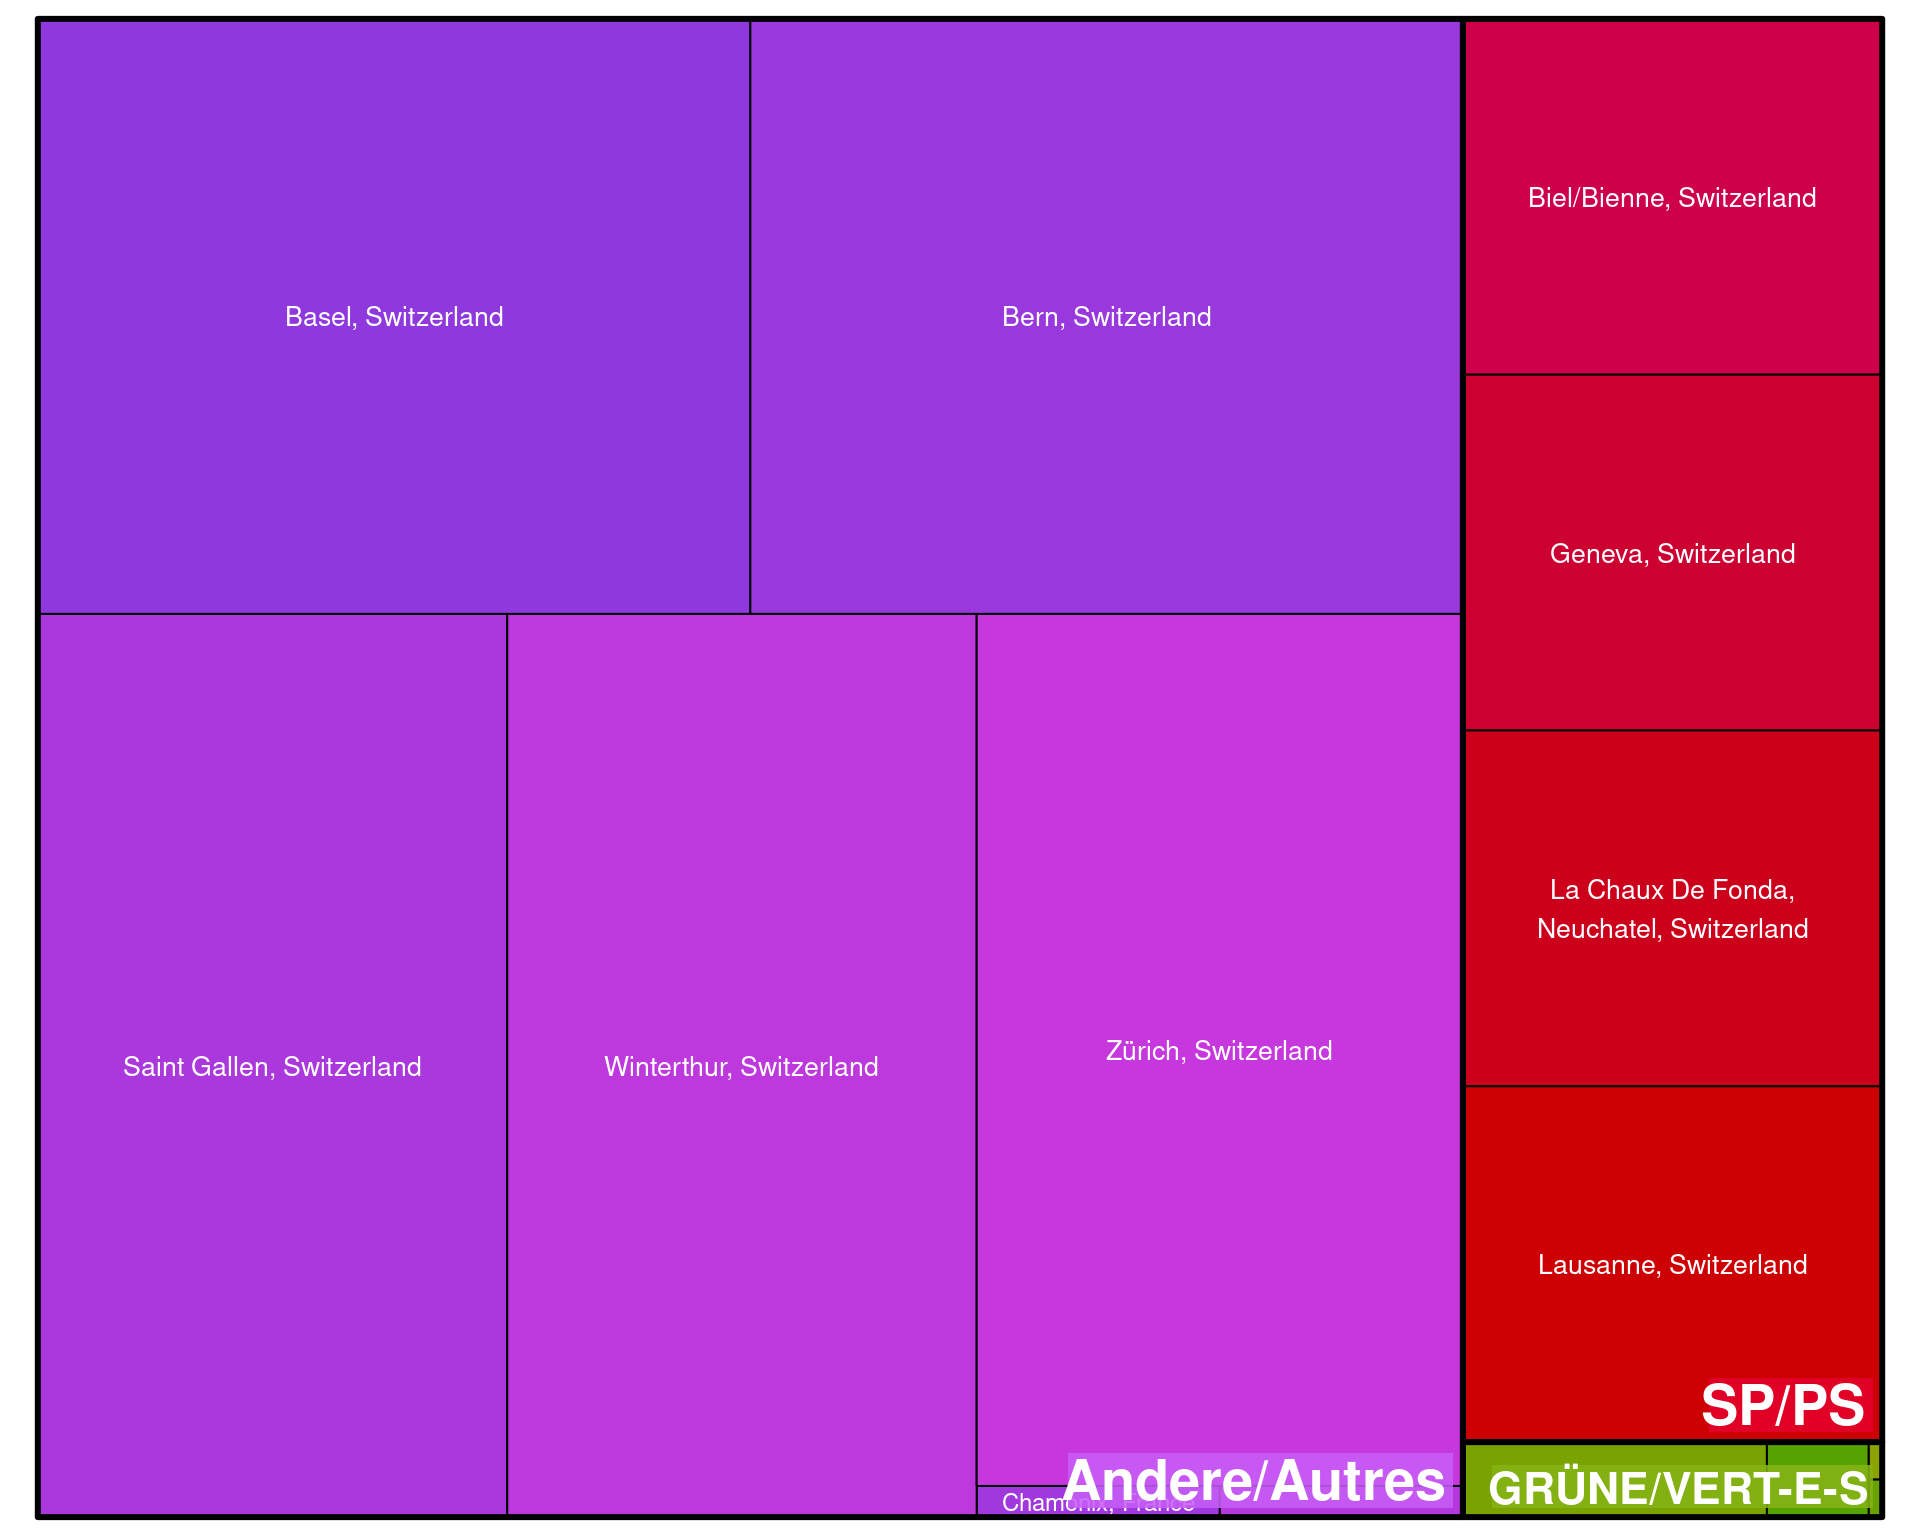 Basel, Switzerland
Bern, Switzerland
Biel/Bienne, Switzerland
Geneva, Switzerland
La Chaux De Fonda,
Neuchatel, Switzerland
Saint Gallen, Switzerland
Winterthur, Switzerland
Zürich, Switzerland
Lausanne, Switzerland
SP/PS
Andere/Autres
GRÜNE/VERT-E-S
Chamonix, France